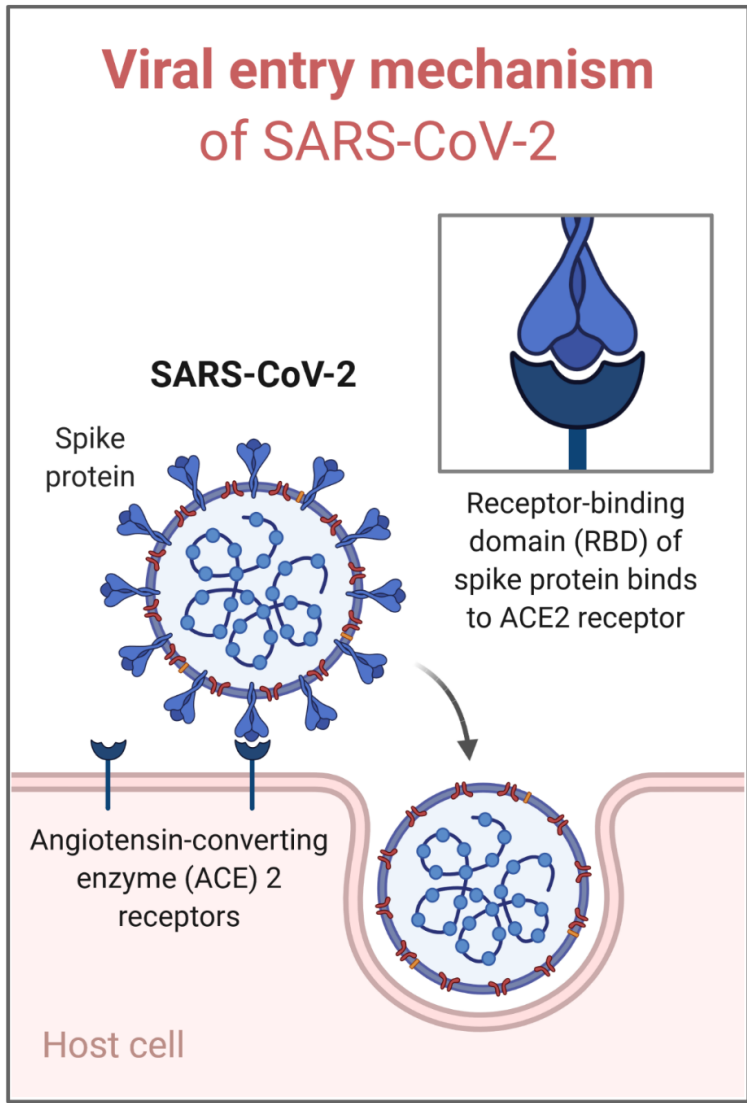 Viral entry mechanism
of SARS-CoV-2
SARS-CoV-2
Spike
protein
Receptor-binding
domain (RBD) of
spike protein binds
to ACE2 receptor
Angiotensin-converting
enzyme (ACE) 2
receptors
Host cell